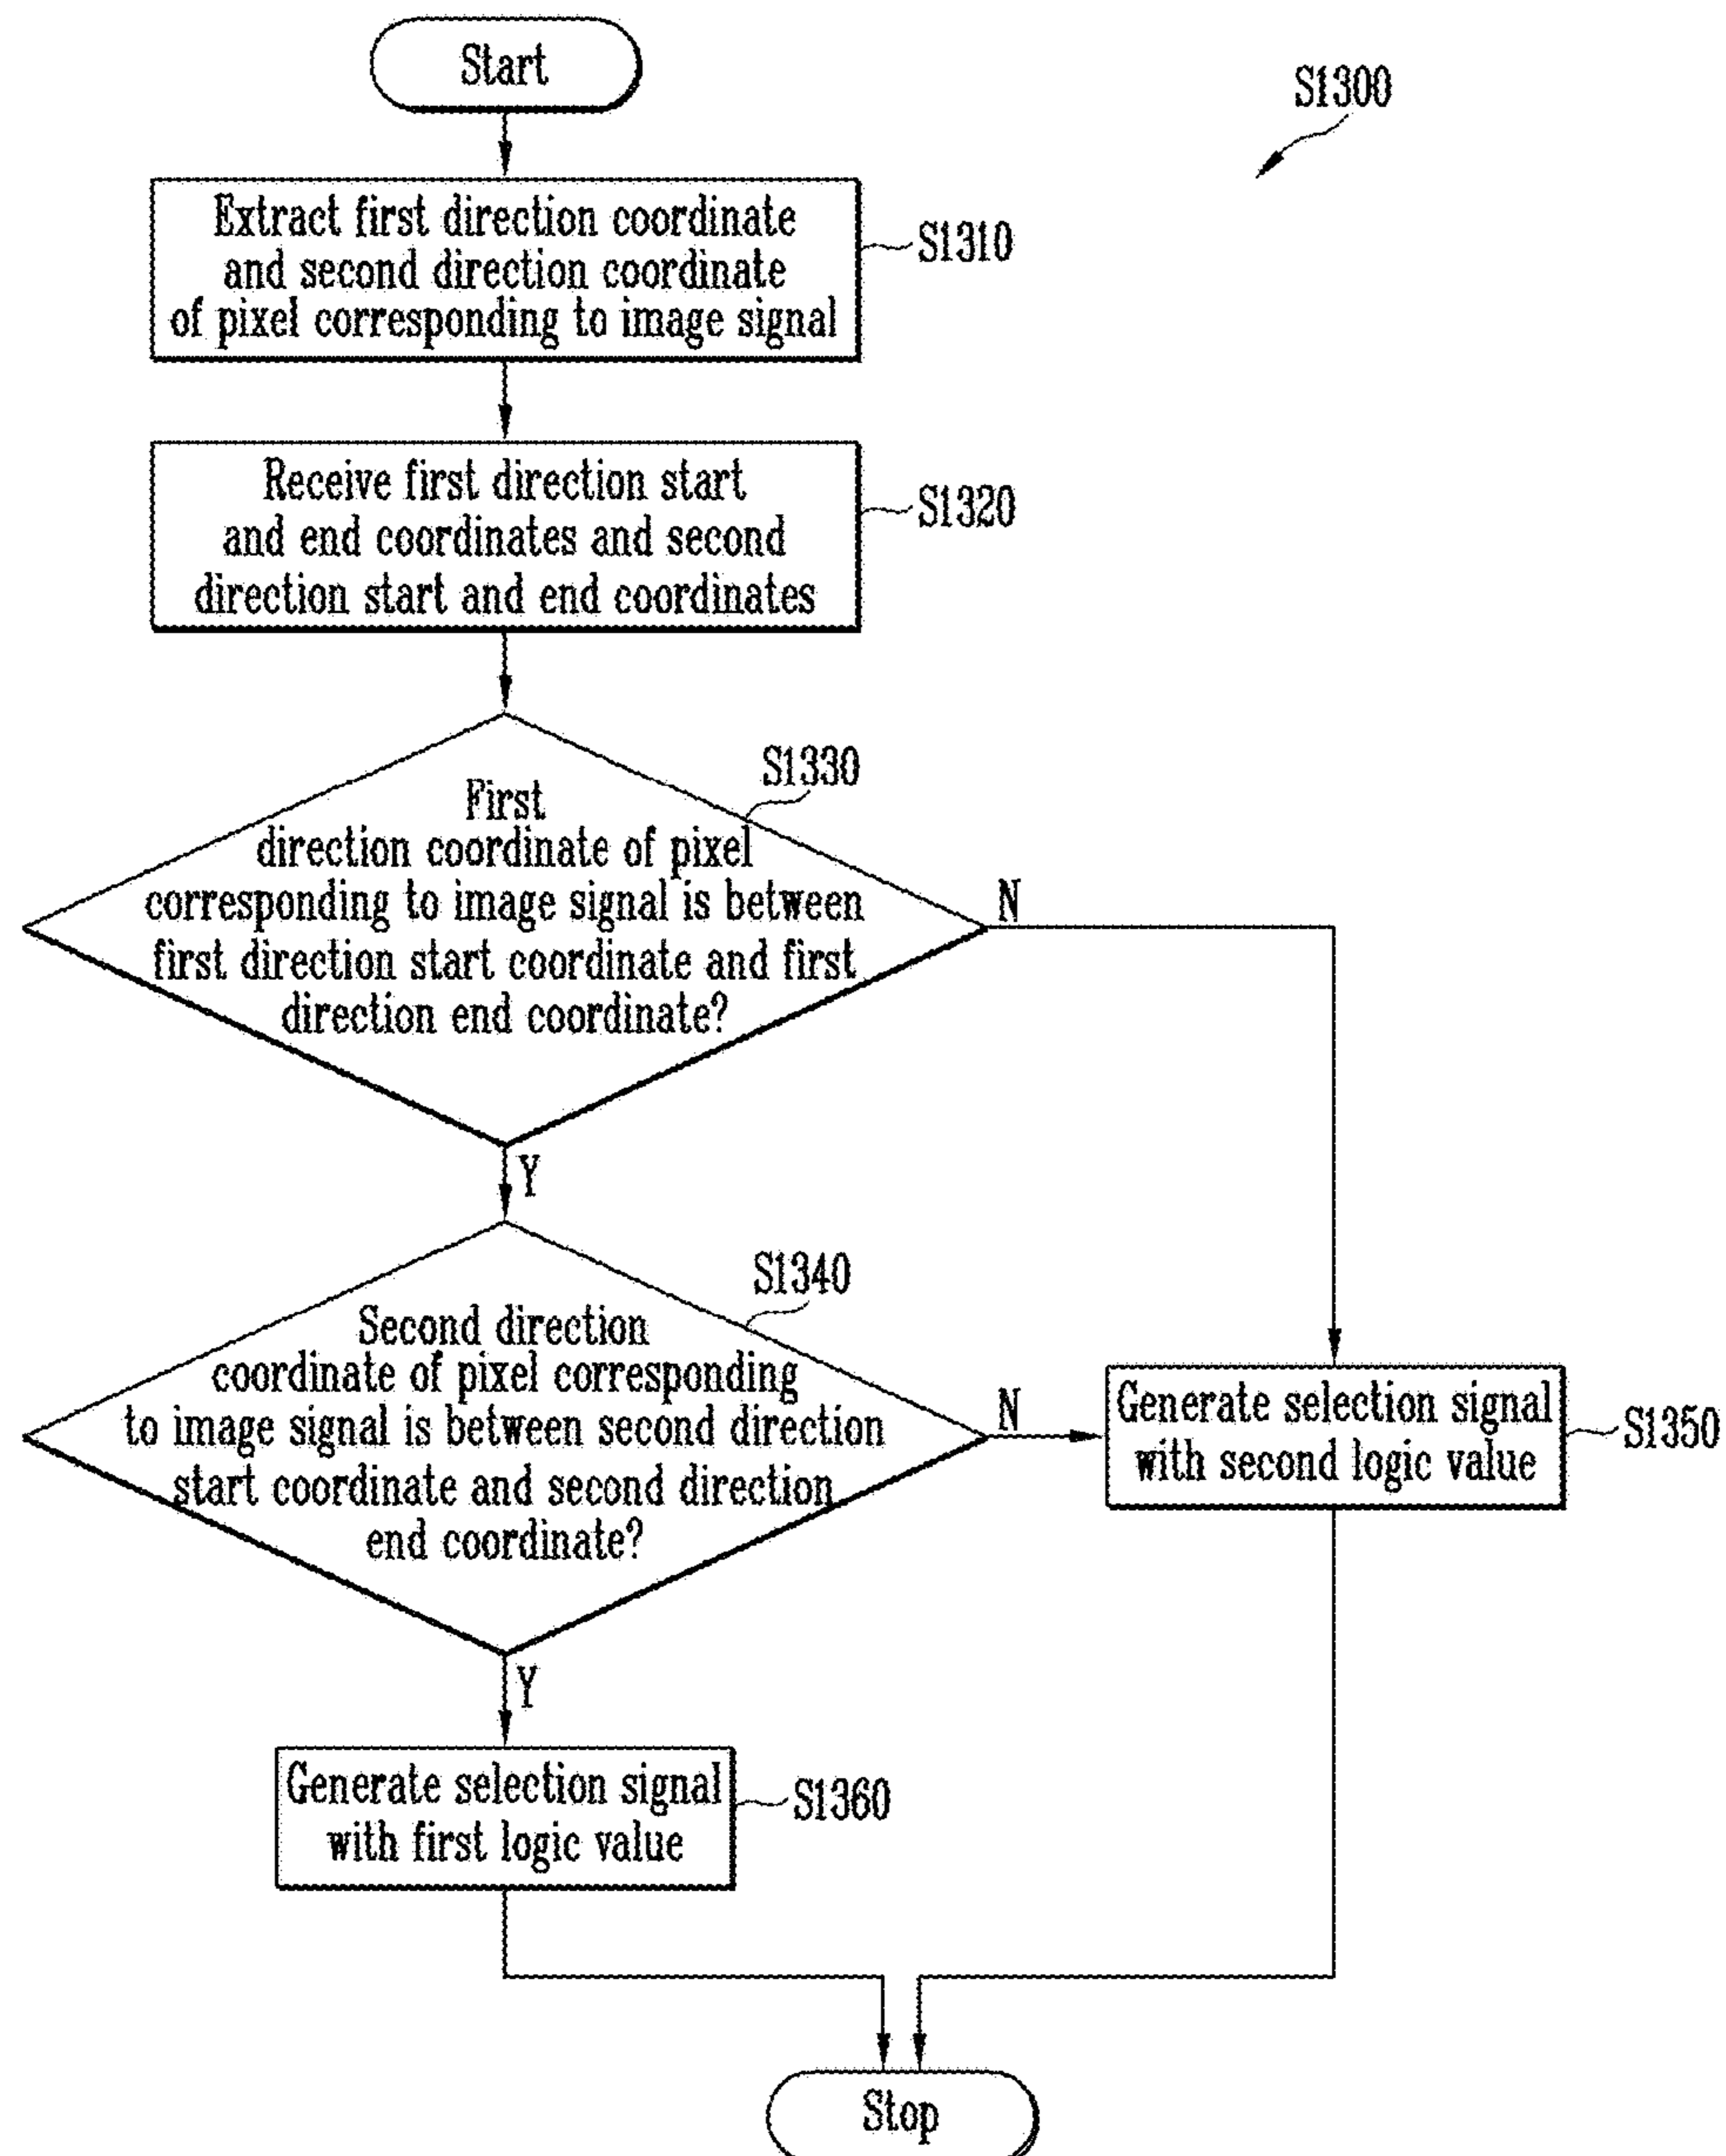 Start
S1300
Extract first direction coordinate
and second direction coordinate
of pixel corresponding to image signal
S1310
Receive first direction start
and end coordinates and second
direction start and end coordinates
S1320
S1330
First
direction coordinate of pixel
corresponding to image signal is between
first direction start coordinate and first
direction end coordinate?
N
Y
S1340
Second direction
coordinate of pixel corresponding
to image signal is between second direction
start coordinate and second direction
end coordinate?
N
Generate selection signal
with second logic value
S1350
Y
Generate selection signal
with first logic value
S1360
Stop